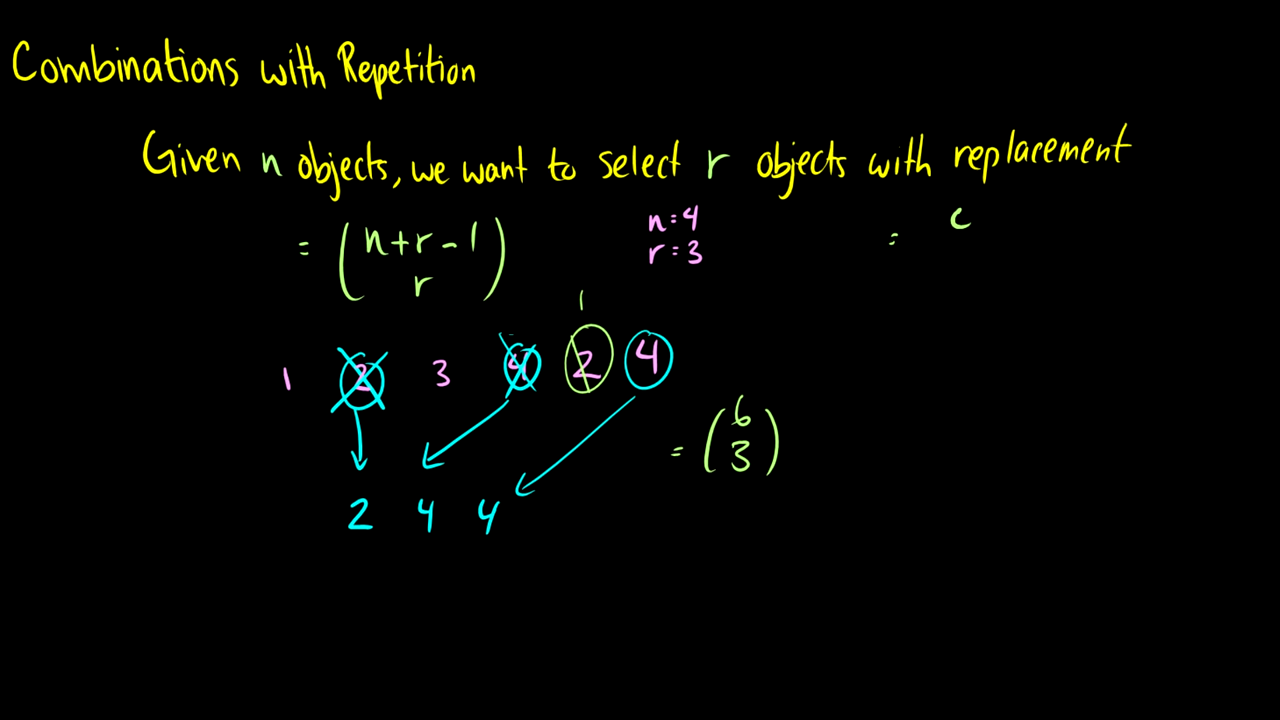 Combinations with Repetition
Given n objects, we want to select r objects with replacement
= (n+r-1
r)
n=4
r=3
= c
1
1 2 3 4 2 4
= (6
3)
2 4 4